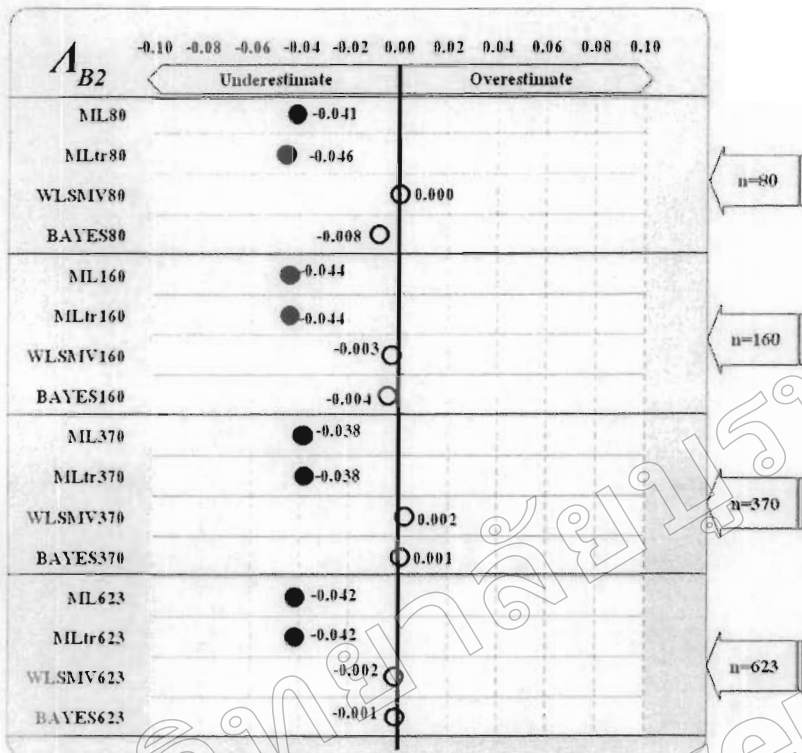 -0.10 -0.08 -0.06 -0.04 -0.02 0.00 0.02 0.04 0.06 0.08 0.10
Λ B2
Underestimate Overestimate
ML80 -0.041
MLtr80 -0.046
WLSMV80 0.000
BAYES80 -0.008
n=80
ML160 -0.044
MLtr160 -0.044
WLSMV160 -0.003
BAYES160 -0.004
n=160
ML370 -0.038
MLtr370 -0.038
WLSMV370 0.002
BAYES370 0.001
n=370
ML623 -0.042
MLtr623 -0.042
WLSMV623 -0.002
BAYES623 -0.001
n=623